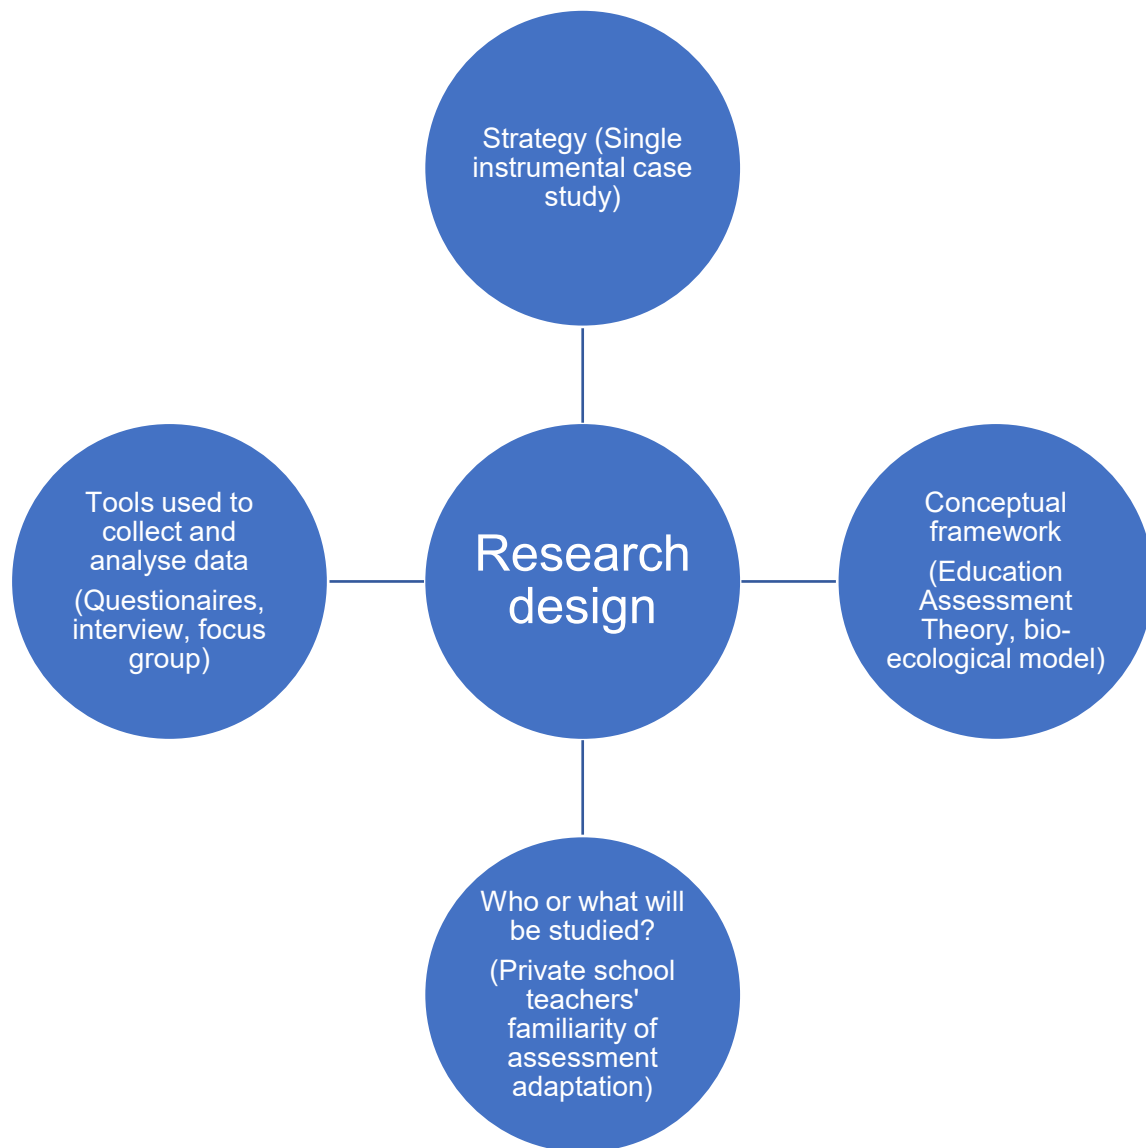 Strategy (Single
instrumental case
study)
Tools used to
collect and
analyse data
(Questionaires,
interview, focus
group)
Research
design
Conceptual
framework
(Education
Assessment
Theory, bio-
ecological model)
Who or what will
be studied?
(Private school
teachers'
familiarity of
assessment
adaptation)